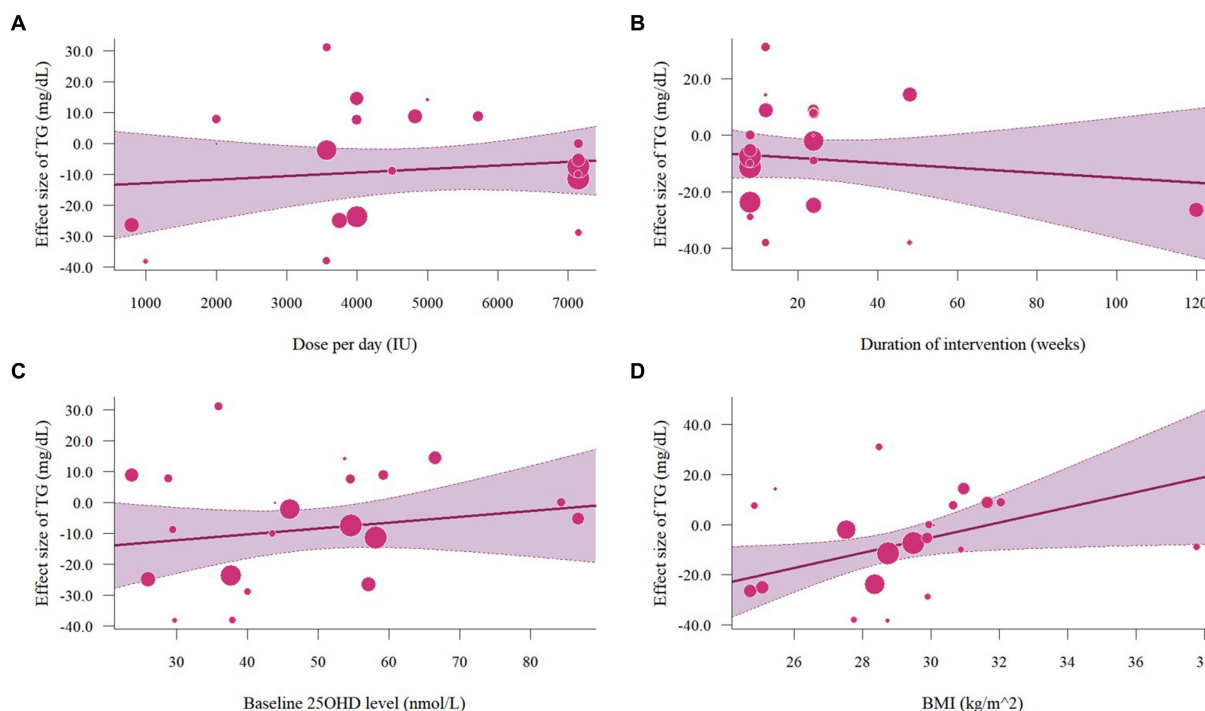 A
Effect size of TG (mg/dL)
30.0
20.0
10.0
0.0
-10.0
-20.0
-30.0
-40.0
1000 2000 3000 4000 5000 6000 7000
Dose per day (IU)
B
Effect size of TG (mg/dL)
20.0
0.0
-20.0
-40.0
20 40 60 80 100 120
Duration of intervention (weeks)
C
Effect size of TG (mg/dL)
30.0
20.0
10.0
0.0
-10.0
-20.0
-30.0
-40.0
30 40 50 60 70 80
Baseline 25OHD level (nmol/L)
D
Effect size of TG (mg/dL)
40.0
20.0
0.0
-20.0
-40.0
26 28 30 32 34 36
BMI (kg/m^2)